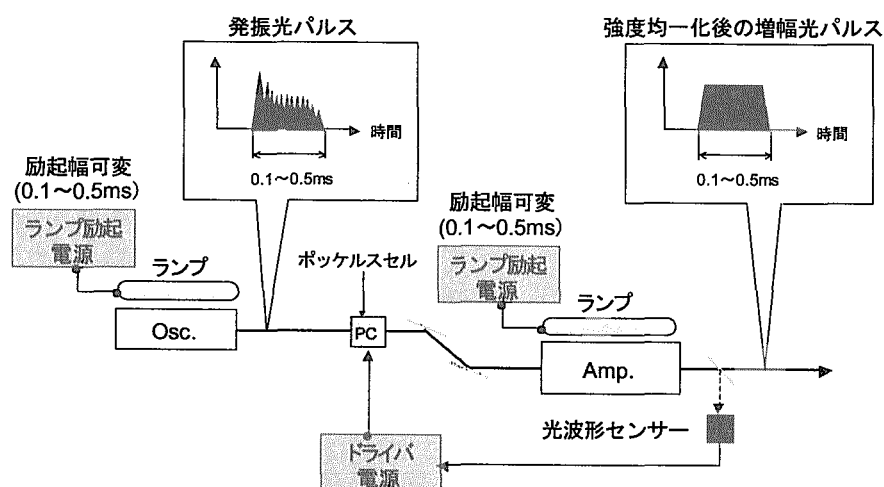 発振光パルス
強度均一化後の増幅光パルス
時間
0.1～0.5ms
時間
0.1～0.5ms
励起幅可変
(0.1～0.5ms)
ランプ励起
電源
ランプ
Osc.
ポッケルスセル
PC
励起幅可変
(0.1～0.5ms)
ランプ励起
電源
ランプ
Amp.
光波形センサー
ドライバ
電源